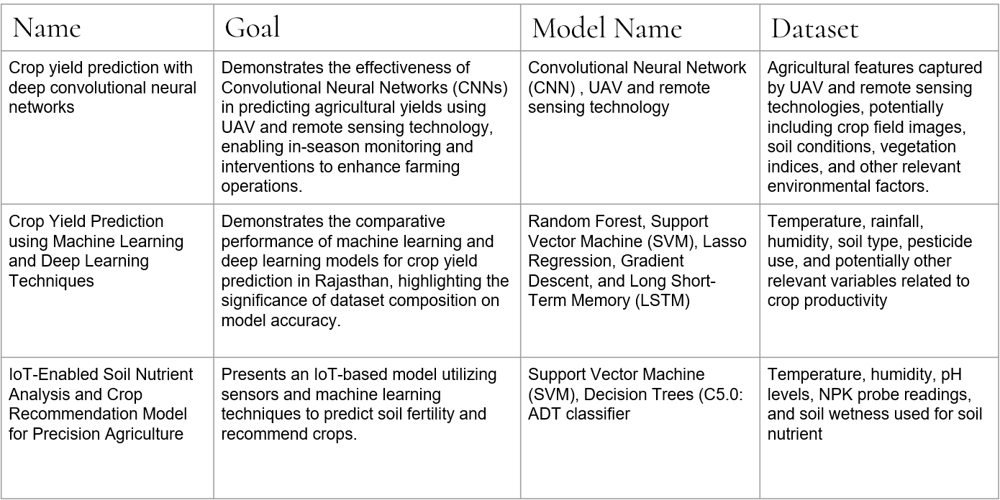 Name
Goal
Model Name
Dataset
Crop yield prediction with
deep convolutional neural
networks
Demonstrates the effectiveness of
Convolutional Neural Networks (CNNs)
in predicting agricultural yields using
UAV and remote sensing technology,
enabling in-season monitoring and
interventions to enhance farming
operations.
Convolutional Neural Network
(CNN) , UAV and remote
sensing technology
Agricultural features captured
by UAV and remote sensing
technologies, potentially
including crop field images,
soil conditions, vegetation
indices, and other relevant
environmental factors.
Crop Yield Prediction
using Machine Learning
and Deep Learning
Techniques
Demonstrates the comparative
performance of machine learning and
deep learning models for crop yield
prediction in Rajasthan, highlighting the
significance of dataset composition on
model accuracy.
Random Forest, Support
Vector Machine (SVM), Lasso
Regression, Gradient
Descent, and Long Short-
Term Memory (LSTM)
Temperature, rainfall,
humidity, soil type, pesticide
use, and potentially other
relevant variables related to
crop productivity
IoT-Enabled Soil Nutrient
Analysis and Crop
Recommendation Model
for Precision Agriculture
Presents an IoT-based model utilizing
sensors and machine learning
techniques to predict soil fertility and
recommend crops.
Support Vector Machine
(SVM), Decision Trees (C5.0:
ADT classifier
Temperature, humidity, pH
levels, NPK probe readings,
and soil wetness used for soil
nutrient